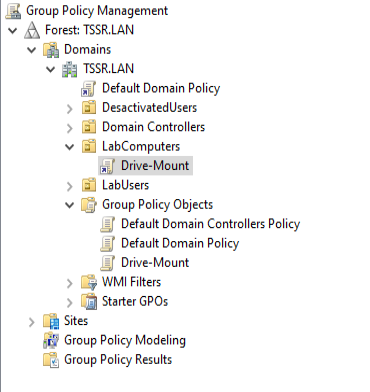 Group Policy Management
Forest: TSSR.LAN
Domains
TSSR.LAN
Default Domain Policy
DesactivatedUsers
Domain Controllers
LabComputers
Drive-Mount
LabUsers
Group Policy Objects
Default Domain Controllers Policy
Default Domain Policy
Drive-Mount
WMI Filters
Starter GPOs
Sites
Group Policy Modeling
Group Policy Results